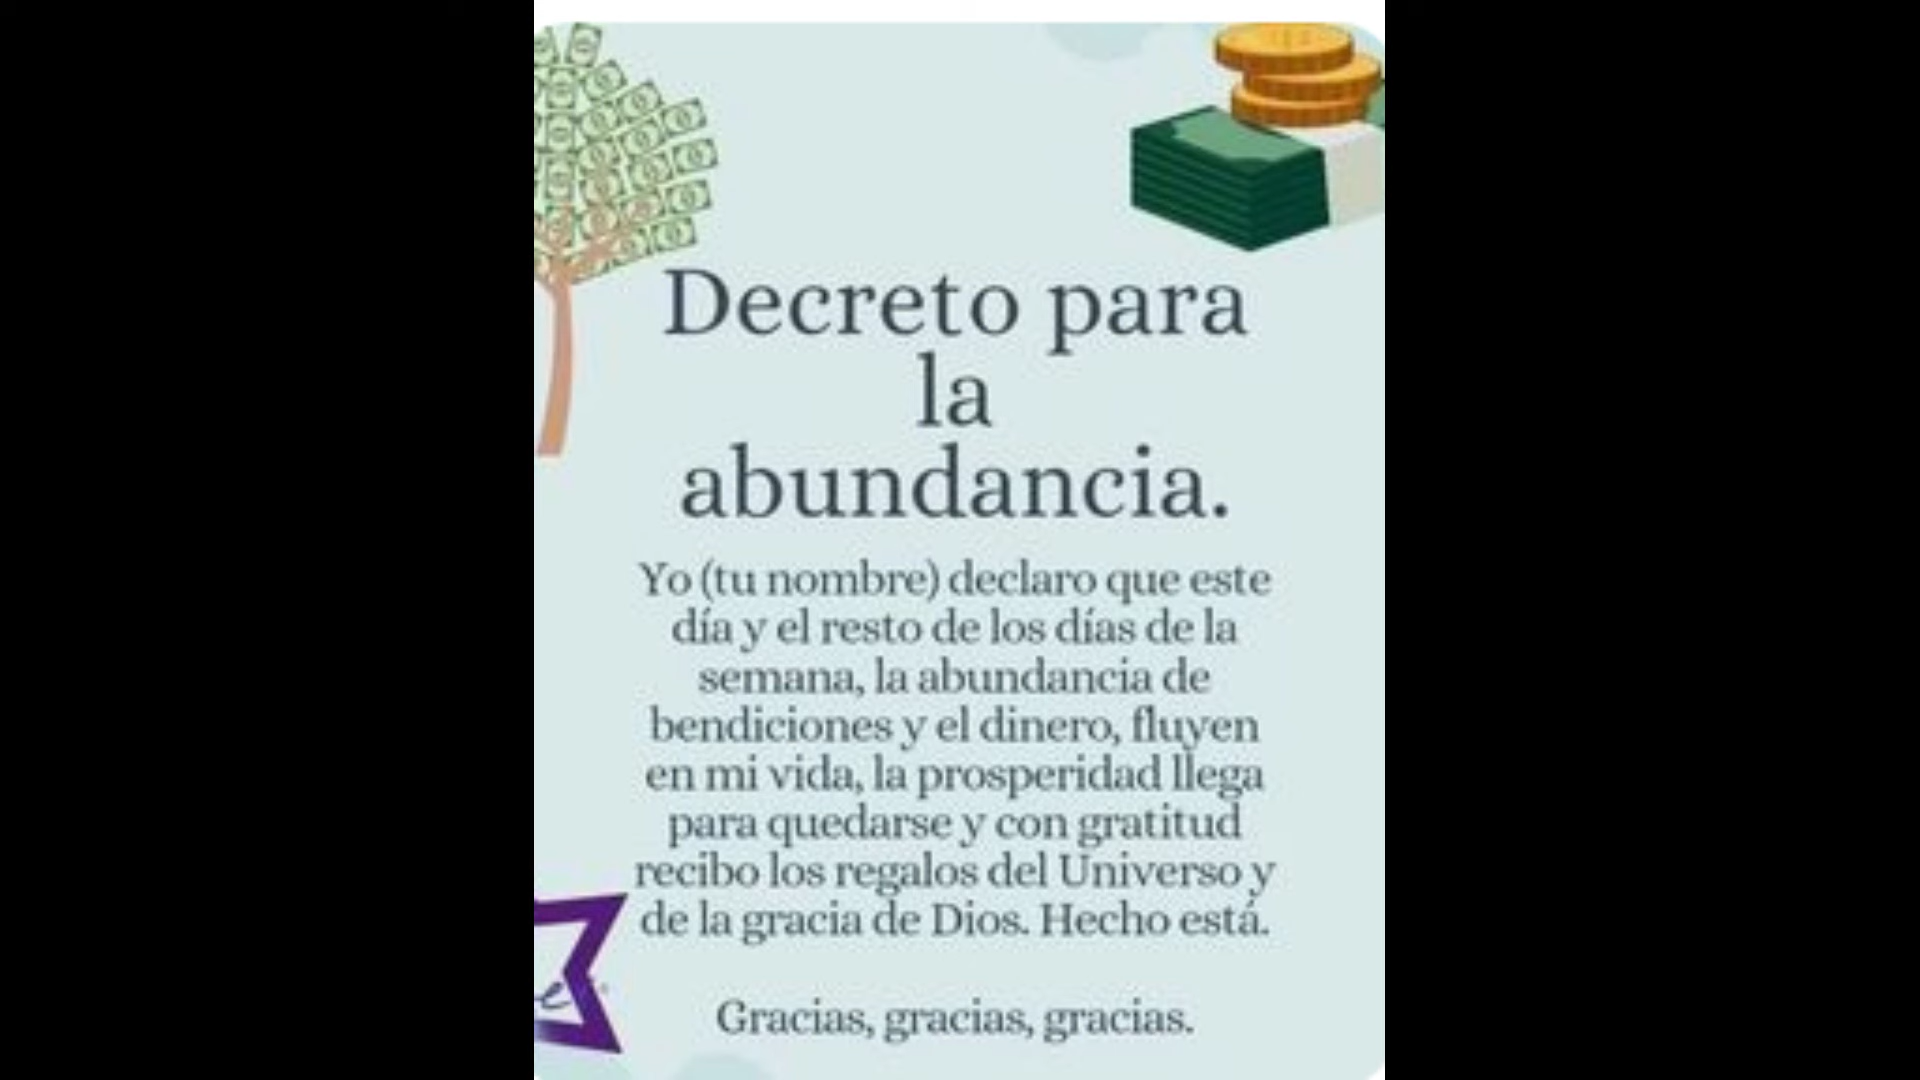 Decreto para
la
abundancia.
Yo (tu nombre) declaro que este
día y el resto de los días de la
semana, la abundancia de
bendiciones y el dinero, fluyen
en mi vida, la prosperidad llega
para quedarse y con gratitud
recibo los regalos del Universo y
de la gracia de Dios. Hecho está.
Gracias, gracias, gracias.